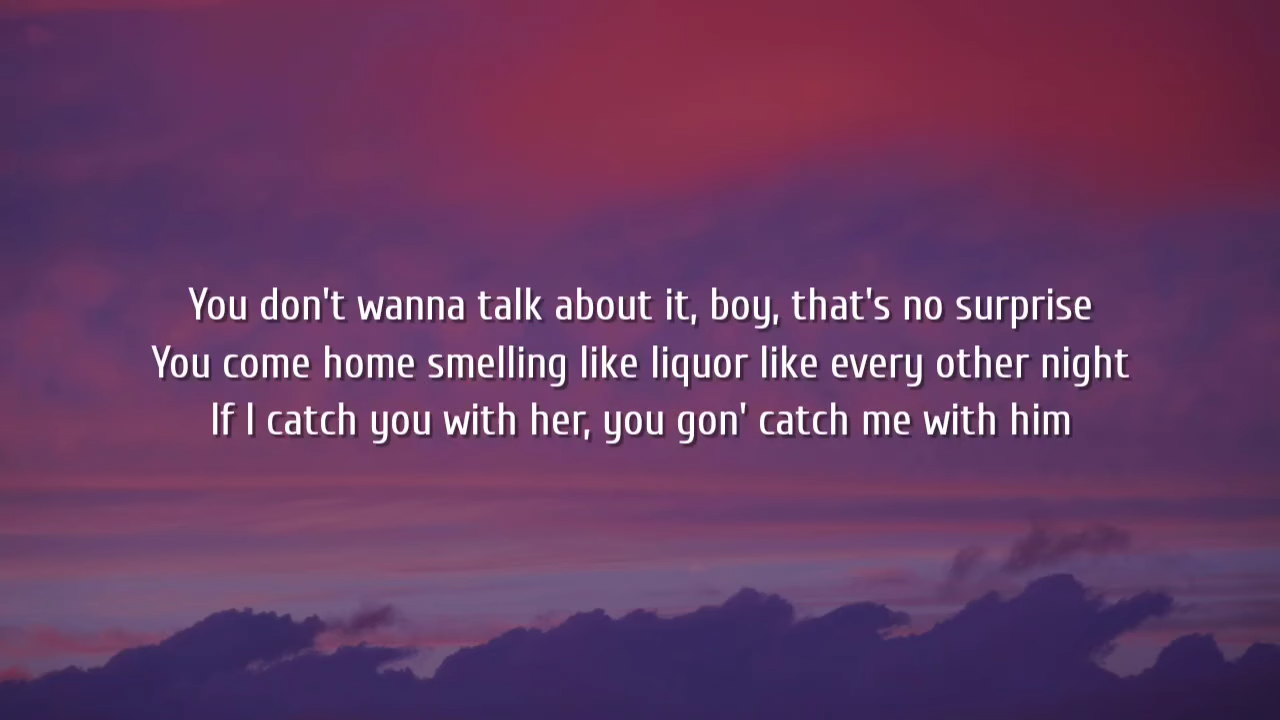 You don't wanna talk about it, boy, that's no surprise
You come home smelling like liquor like every other night
If I catch you with her, you gon' catch me with him